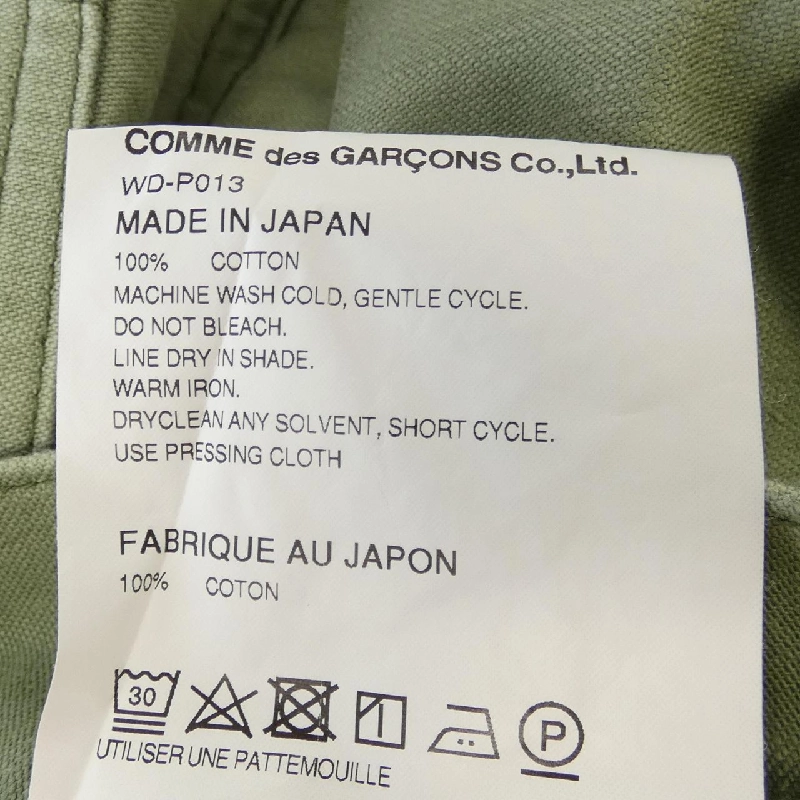 COMME des GARÇONS Co.,Ltd.
WD-P013
MADE IN JAPAN
100% COTTON
MACHINE WASH COLD, GENTLE CYCLE.
DO NOT BLEACH.
LINE DRY IN SHADE.
WARM IRON.
DRYCLEAN ANY SOLVENT, SHORT CYCLE.
USE PRESSING CLOTH
FABRIQUE AU JAPON
100% COTON
30 P
UTILISER UNE PATTEMOUILLE